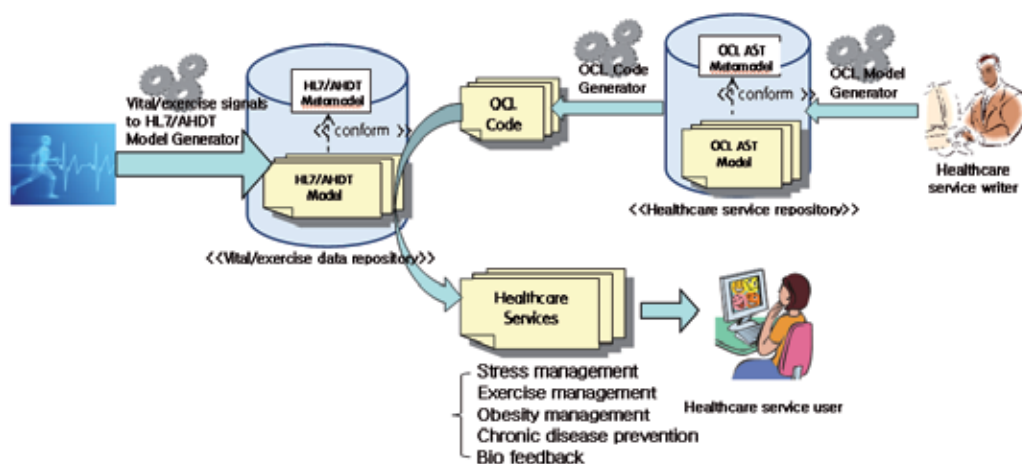 Vital/exercise signals
to HL7/AHDT
Model Generator
HL7/AHDT
Metamodel
<< conform >>
HL7/AHDT
Model
<<Vital/exercise data repository>>
OCL
Code
OCL Code
Generator
OCL AST
Metamodel
<< conform >>
OCL AST
Model
<<Healthcare service repository>>
OCL Model
Generator
Healthcare
service writer
Healthcare
Services
Stress management
Exercise management
Obesity management
Chronic disease prevention
Bio feedback
Healthcare service user